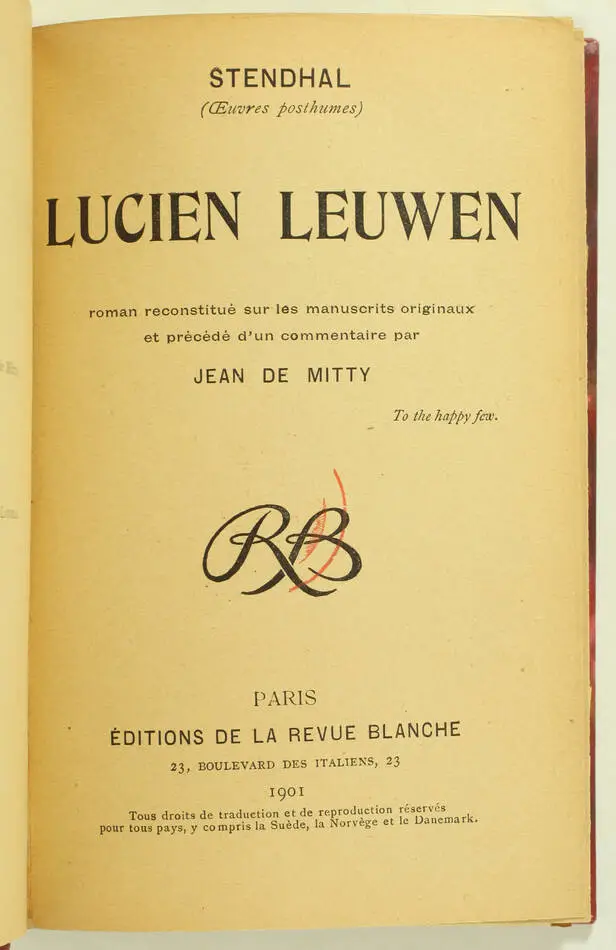 STENDHAL
(Œuvres posthumes)
LUCIEN LEUWEN
roman reconstitué sur les manuscrits originaux
et précédé d'un commentaire par
JEAN DE MITTY
To the happy few.
RB
PARIS
ÉDITIONS DE LA REVUE BLANCHE
23, BOULEVARD DES ITALIENS, 23
1901
Tous droits de traduction et de reproduction réservés
pour tous pays, y compris la Suède, la Norvège et le Danemark.